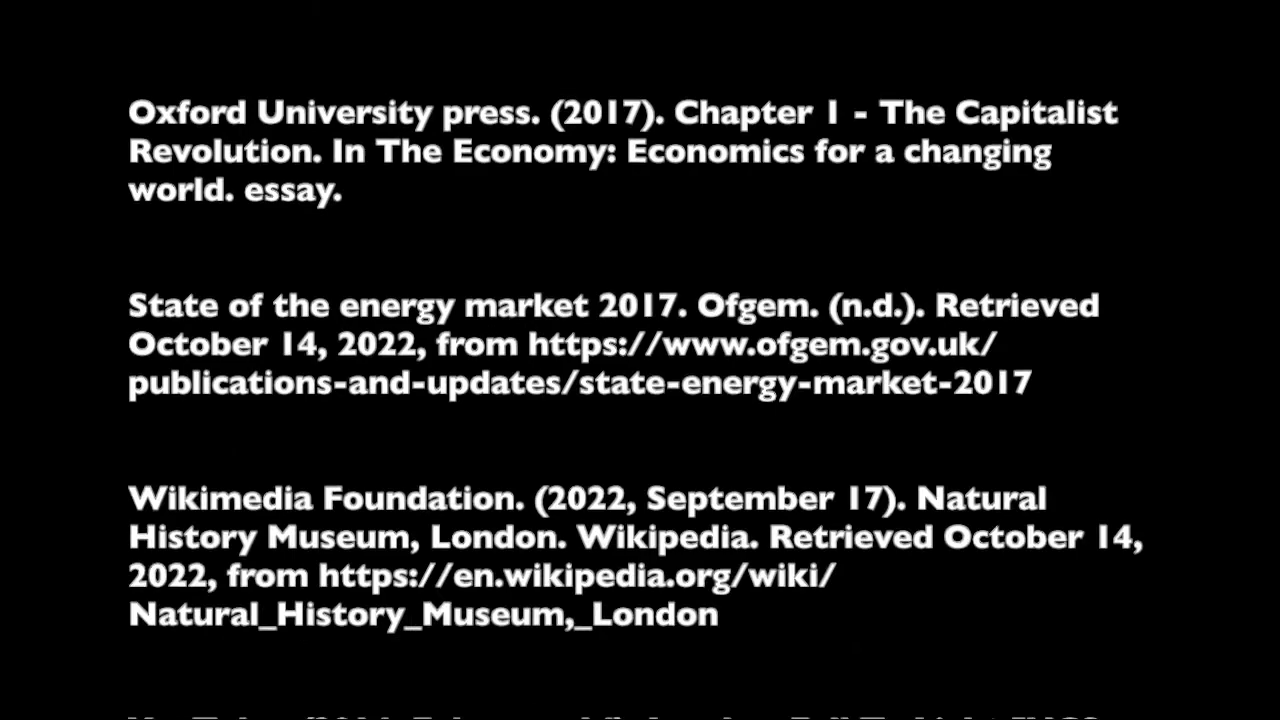 Oxford University press. (2017). Chapter 1 - The Capitalist
Revolution. In The Economy: Economics for a changing
world. essay.
State of the energy market 2017. Ofgem. (n.d.). Retrieved
October 14, 2022, from https://www.ofgem.gov.uk/
publications-and-updates/state-energy-market-2017
Wikimedia Foundation. (2022, September 17). Natural
History Museum, London. Wikipedia. Retrieved October 14,
2022, from https://en.wikipedia.org/wiki/
Natural_History_Museum,_London